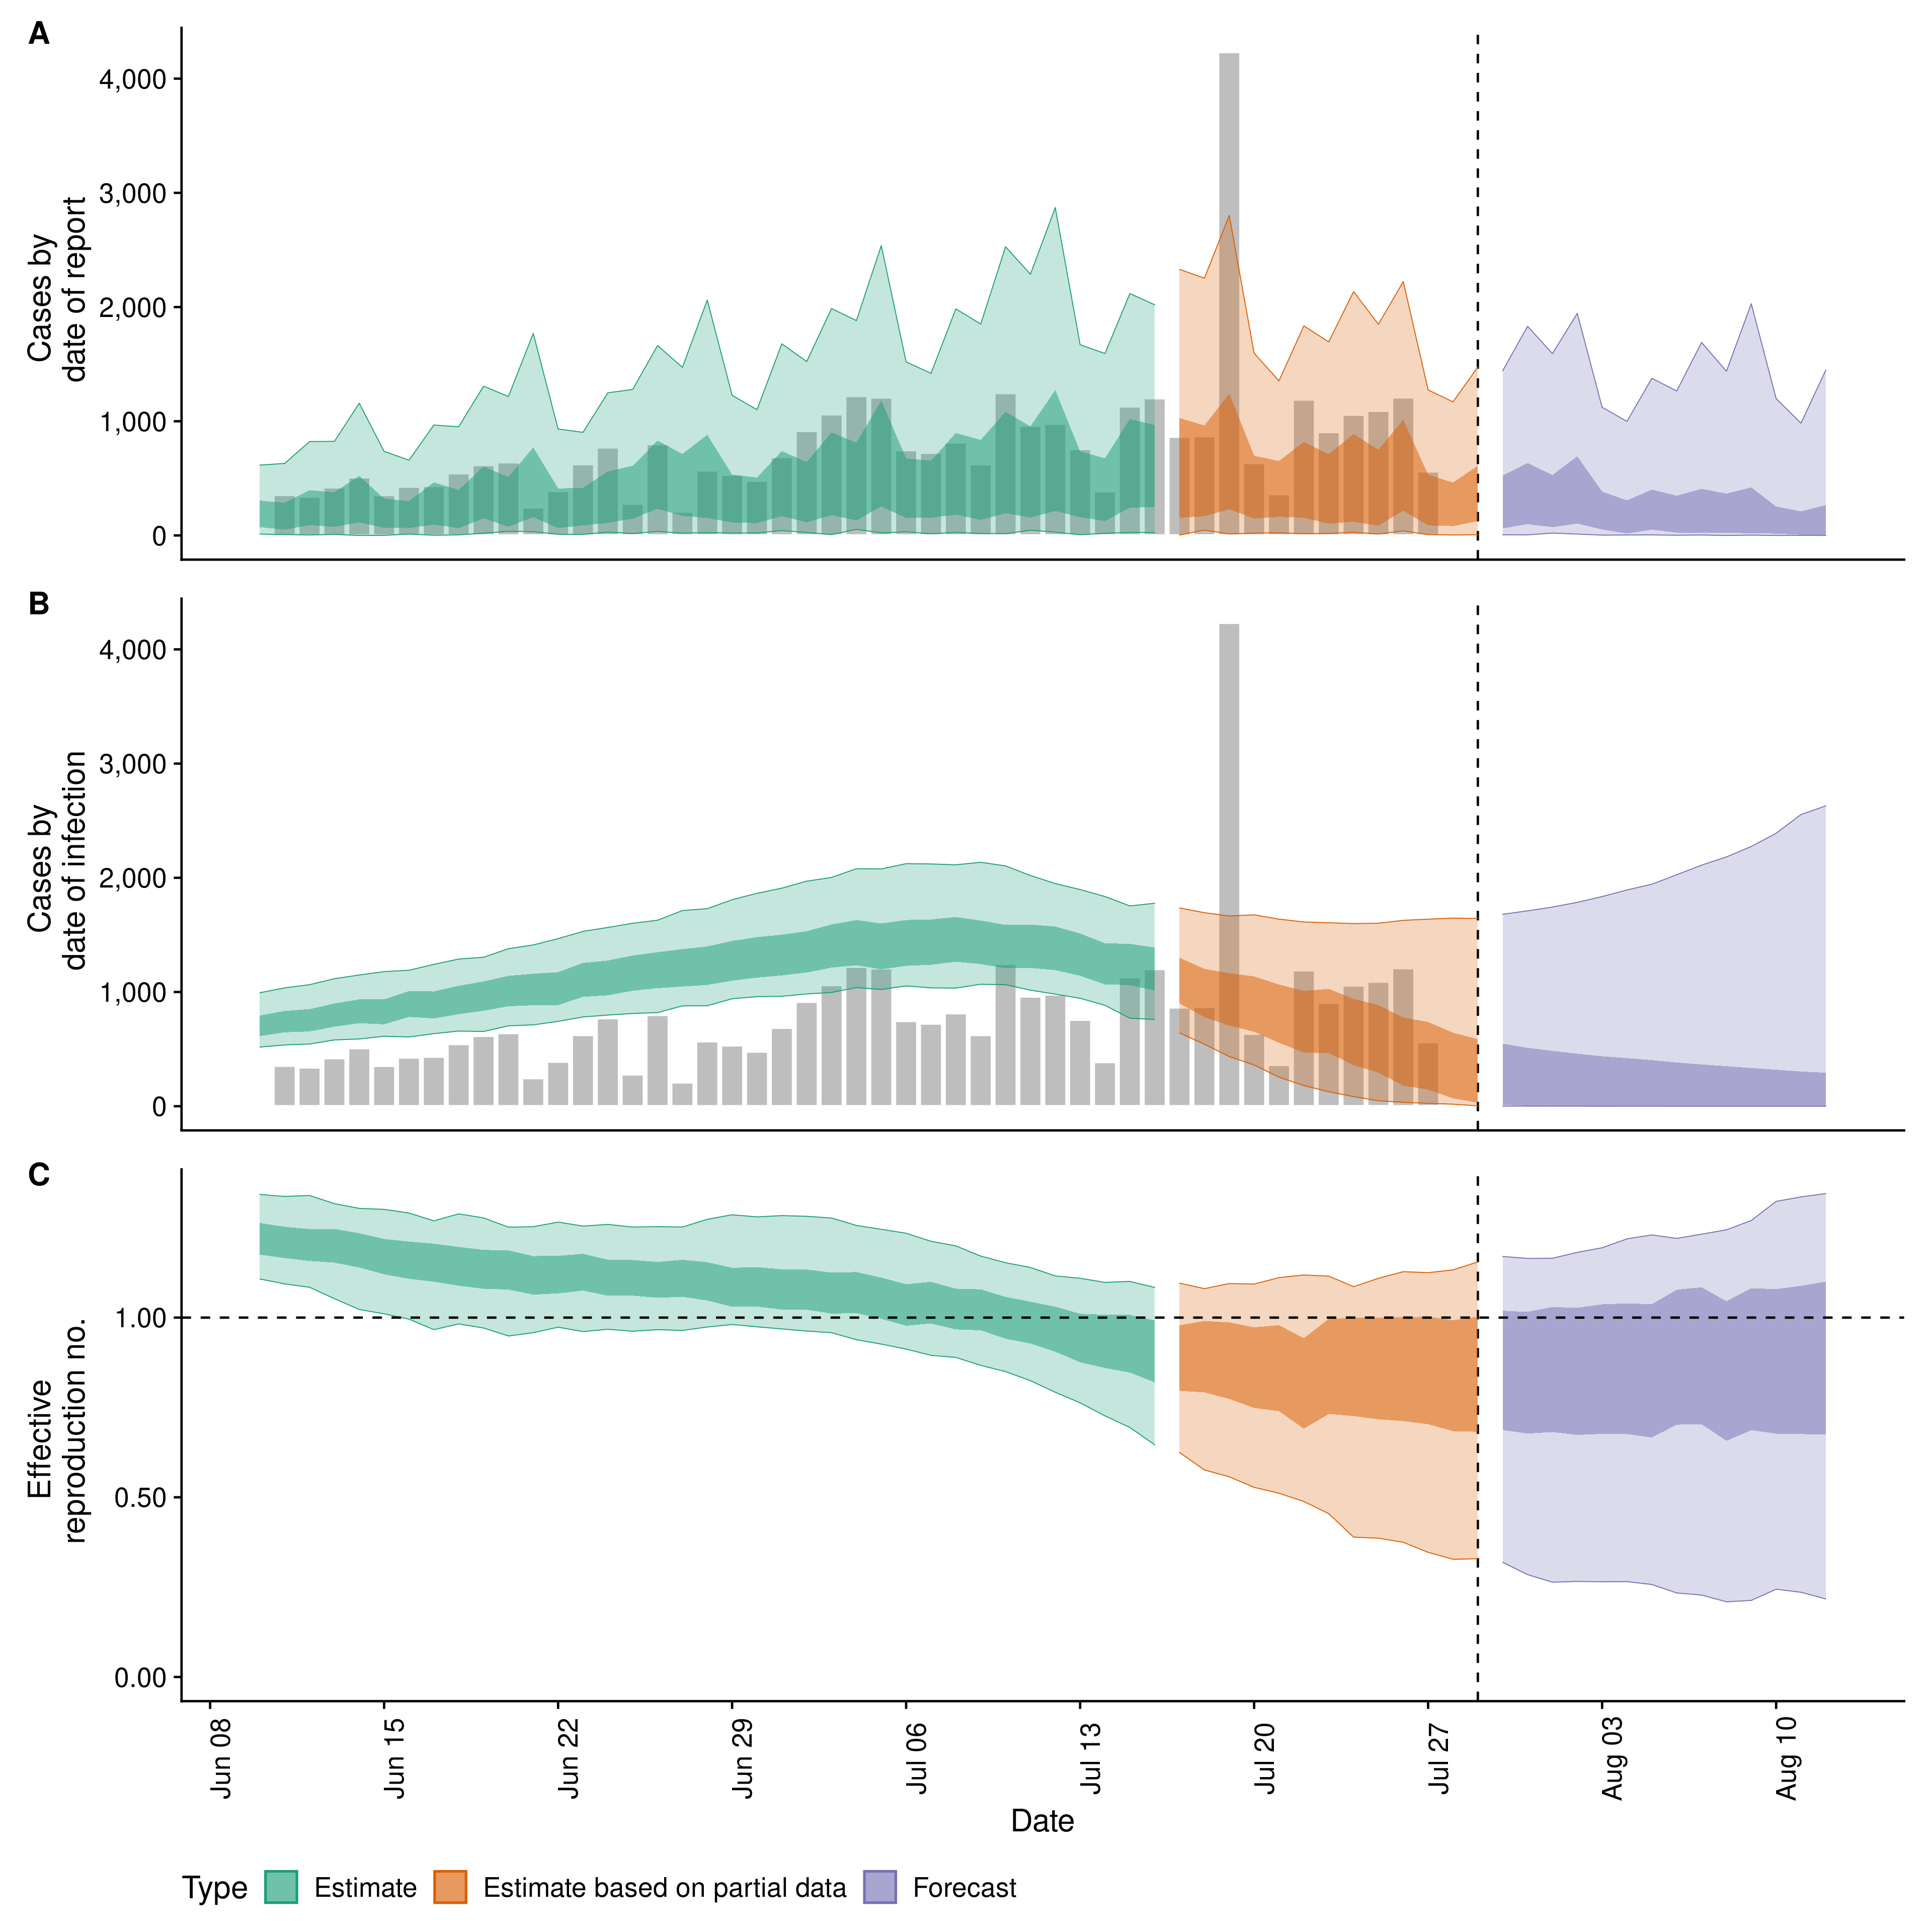 A
4,000
3,000
2,000
1,000
0
Cases by
date of report
B
4,000
3,000
2,000
1,000
0
Cases by
date of infection
C
1.00
0.50
0.00
Effective
reproduction no.
Jun 08
Jun 15
Jun 22
Jun 29
Jul 06
Jul 13
Jul 20
Jul 27
Aug 03
Aug 10
Date
Type
Estimate
Estimate based on partial data
Forecast